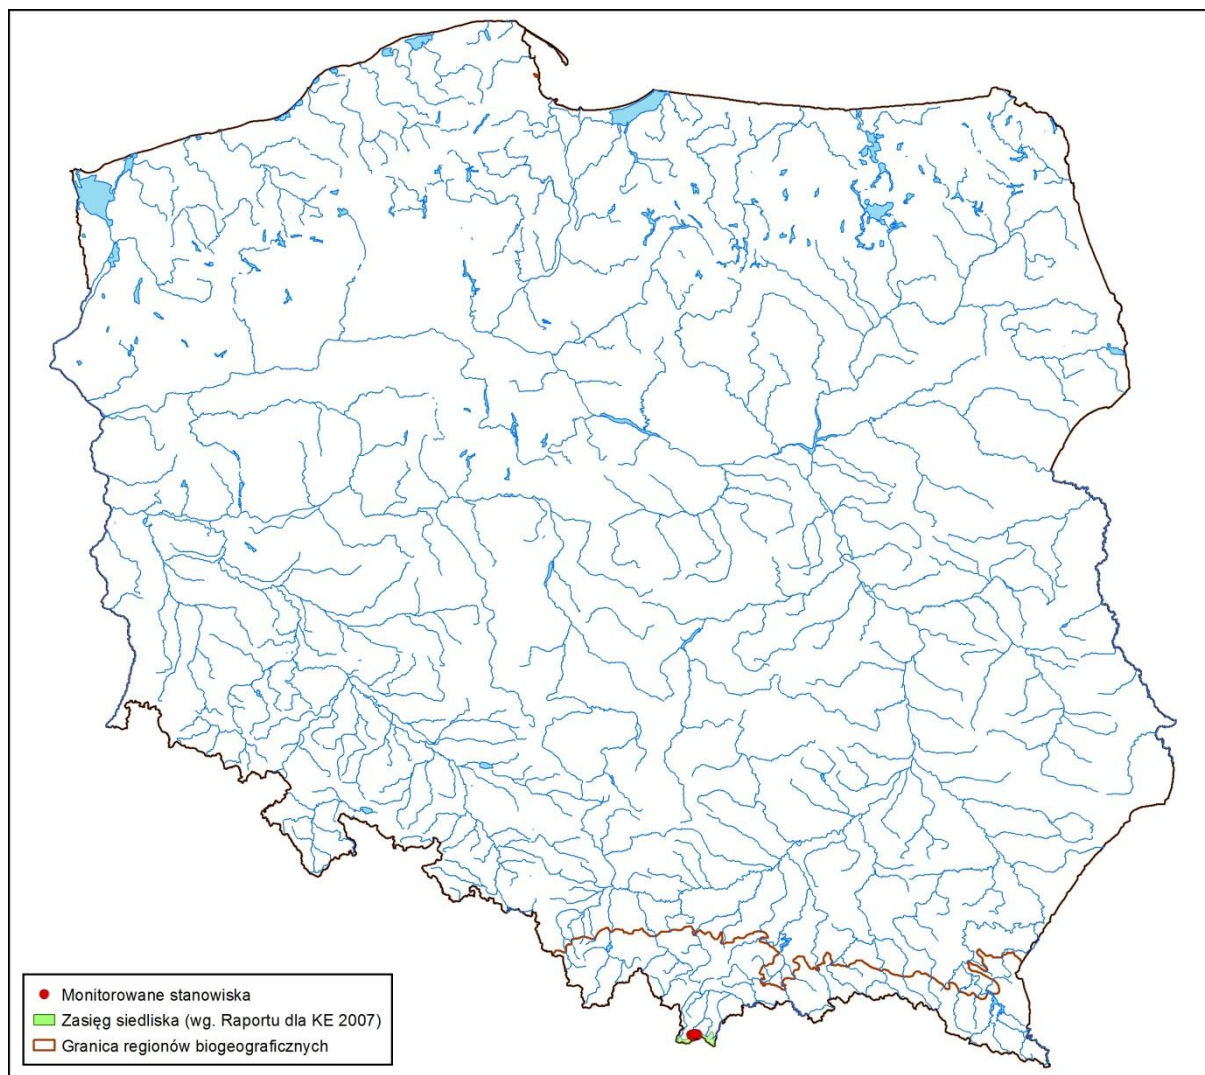 Monitorowane stanowiska
Zasięg siedliska (wg. Raportu dla KE 2007)
Granica regionów biogeograficznych